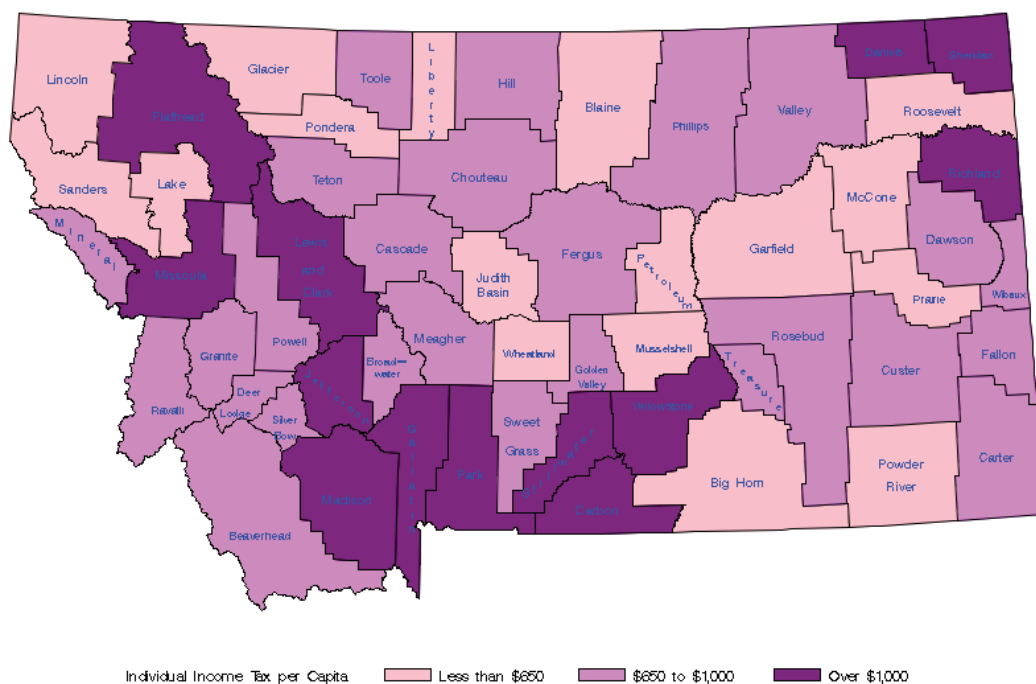 Lincoln
Flathead
Glacier
Toole
Liberty
Hill
Blaine
Phillips
Valley
Daniels
Sheridan
Roosevelt
Pondera
Teton
Chouteau
Sanders
Lake
Mineral
Missoula
Lewis
and
Clark
Cascade
Judith
Basin
Fergus
Petroleum
Garfield
McCone
Richland
Dawson
Prairie
Wibaux
Granite
Powell
Meagher
Broad-
water
Wheatland
Golden
Valley
Musselshell
Rosebud
Treasure
Custer
Fallon
Ravalli
Deer
Lodge
Silver
Bow
Jefferson
Gallatin
Park
Sweet
Grass
Stillwater
Yellowstone
Big Horn
Powder
River
Carter
Beaverhead
Madison
Carbon
Individual Income Tax per Capita Less than $650 $650 to $1,000 Over $1,000